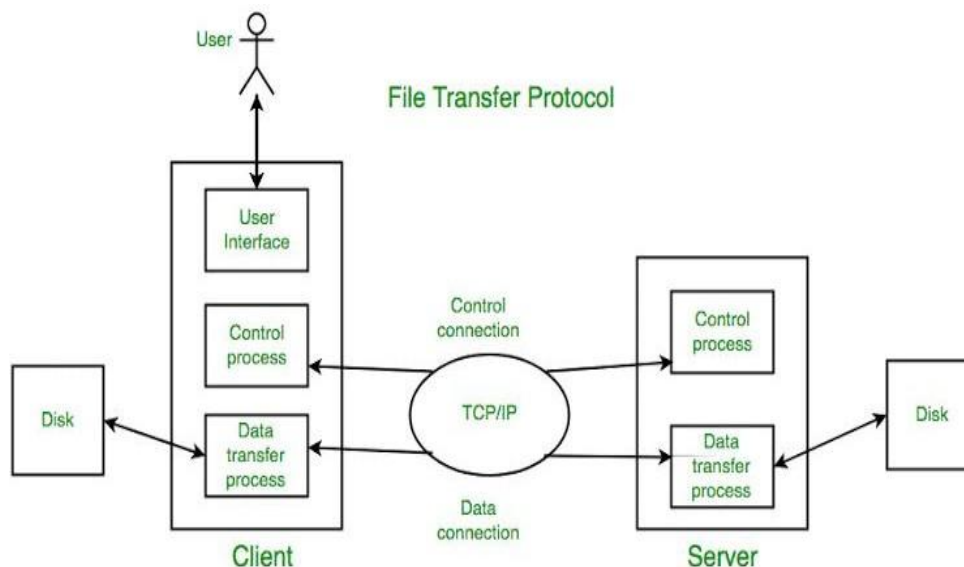 User
File Transfer Protocol
User
Interface
Control
process
Data
transfer
process
Disk
Client
Control
connection
TCP/IP
Data
connection
Control
process
Data
transfer
process
Disk
Server